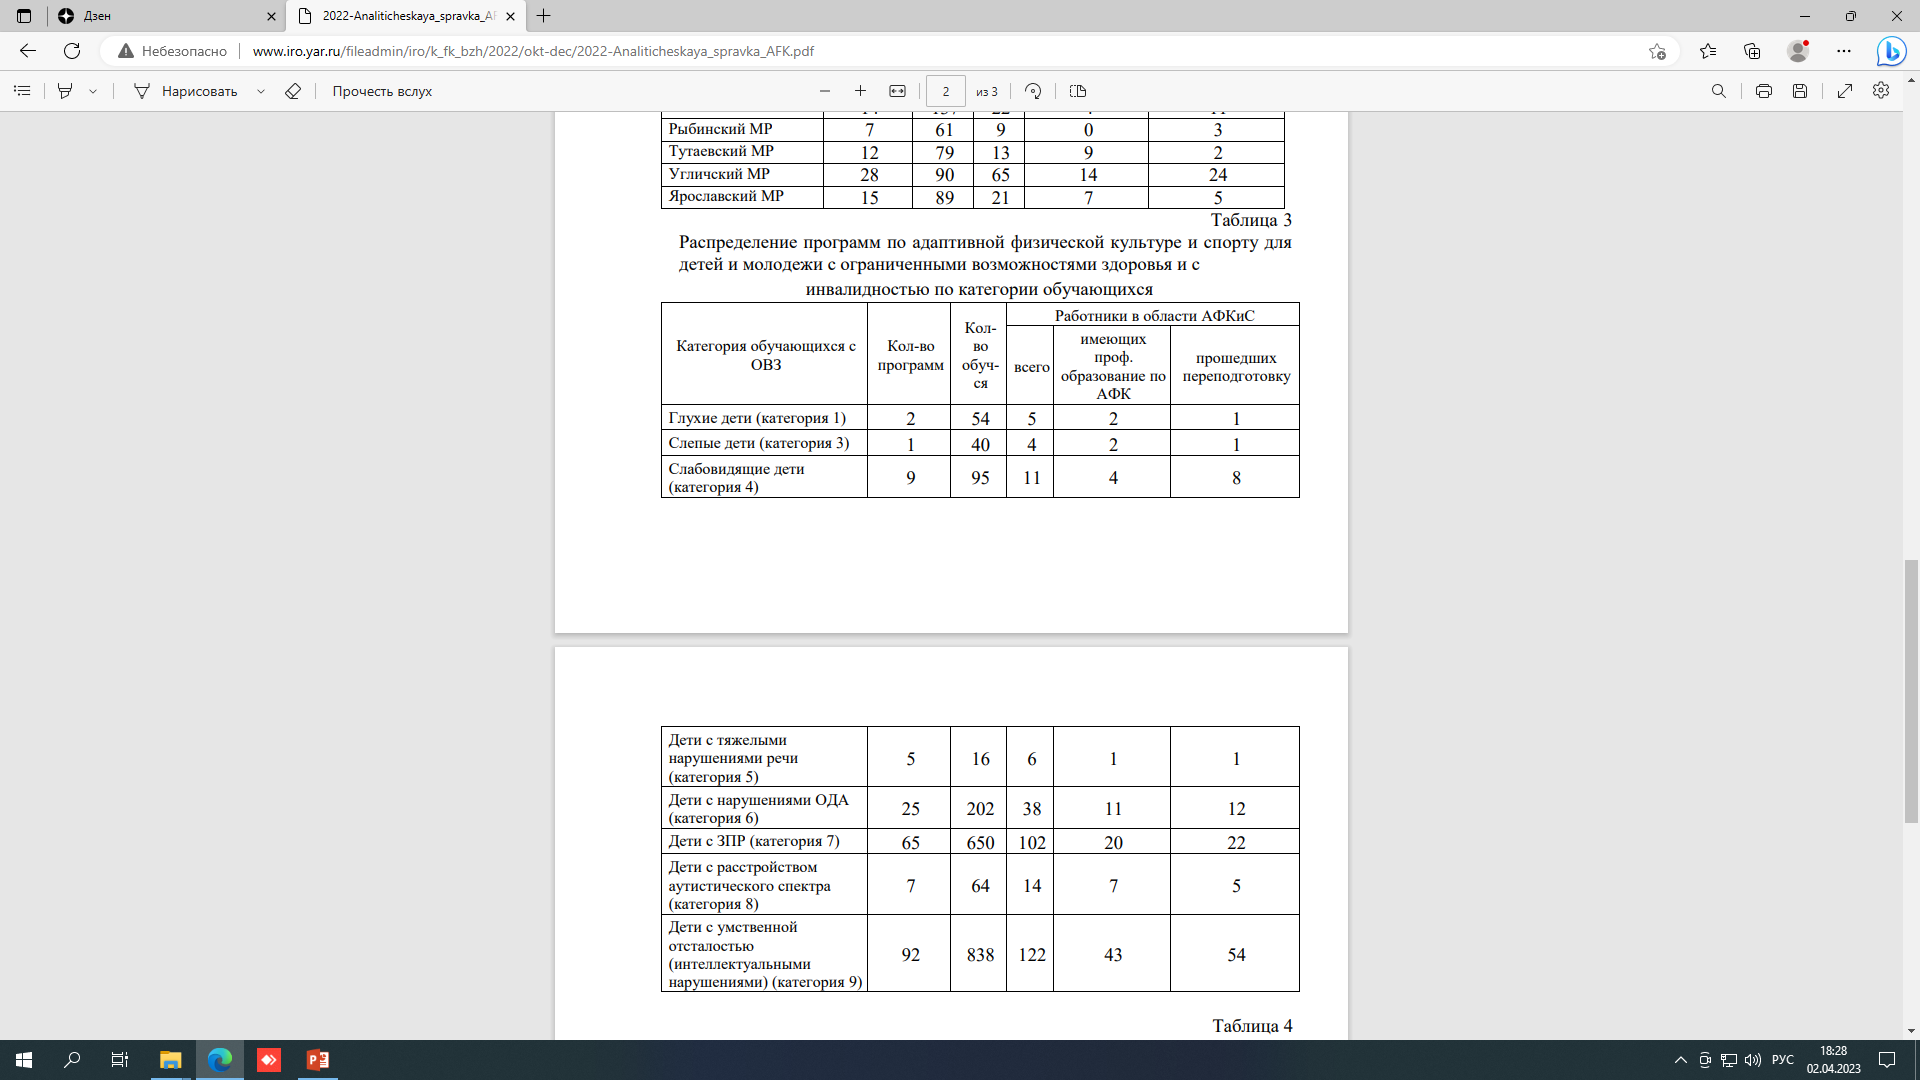 Дзен
2022-Analiticheskaya_spravka_AF
Небезопасно
www.iro.yar.ru/fileadmin/iro/k_fk_bzh/2022/okt-dec/2022-Analiticheskaya_spravka_AFK.pdf
Нарисовать
Прочесть вслух
2 из 3
Рыбинский МР 7 61 9 0 3
Тутаевский МР 12 79 13 9 2
Угличский МР 28 90 65 14 24
Ярославский МР 15 89 21 7 5
Таблица 3
Распределение программ по адаптивной физической культуре и спорту для
детей и молодежи с ограниченными возможностями здоровья и с
инвалидностью по категории обучающихся
Категория обучающихся с
ОВЗ
Кол-во
программ
Кол-
во
обуч-
ся
Работники в области АФКиС
всего
имеющих
проф.
образование по
АФК
прошедших
переподготовку
Глухие дети (категория 1) 2 54 5 2 1
Слепые дети (категория 3) 1 40 4 2 1
Слабовидящие дети
(категория 4) 9 95 11 4 8
Дети с тяжелыми
нарушениями речи
(категория 5) 5 16 6 1 1
Дети с нарушениями ОДА
(категория 6) 25 202 38 11 12
Дети с ЗПР (категория 7) 65 650 102 20 22
Дети с расстройством
аутистического спектра
(категория 8) 7 64 14 7 5
Дети с умственной
отсталостью
(интеллектуальными
нарушениями) (категория 9) 92 838 122 43 54
Таблица 4
РУС
18:28
02.04.2023